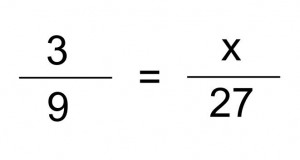 3/9 = x/27